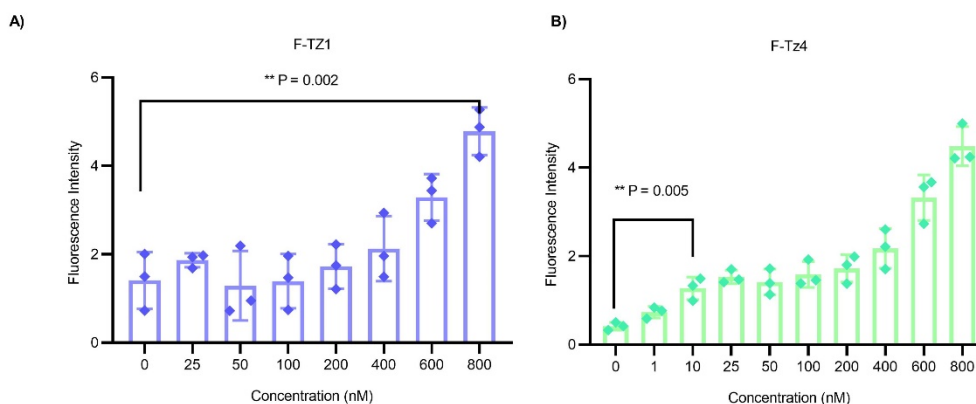 A)
F-TZ1
** P = 0.002
6
4
2
0
Fluorescence Intensity
0 25 50 100 200 400 600 800
Concentration (nM)
B)
F-Tz4
** P = 0.005
6
4
2
0
Fluorescence Intensity
0 1 10 25 50 100 200 400 600 800
Concentration (nM)